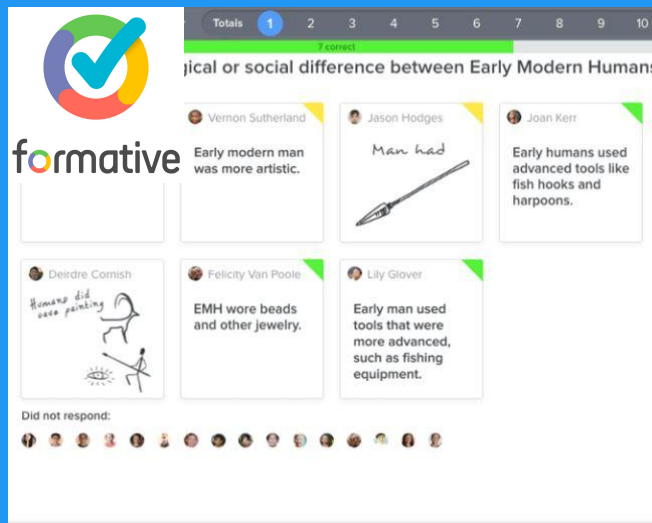 Totals 1 2 3 4 5 6 7 8 9 10
7 correct
gical or social difference between Early Modern Humans
formative
Vernon Sutherland
Early modern man
was more artistic.
Jason Hodges
Man had
Joan Kerr
Early humans used
advanced tools like
fish hooks and
harpoons.
Deirdre Cornish
Humans did
cave painting
Felicity Van Poole
EMH wore beads
and other jewelry.
Lily Glover
Early man used
tools that were
more advanced,
such as fishing
equipment.
Did not respond: